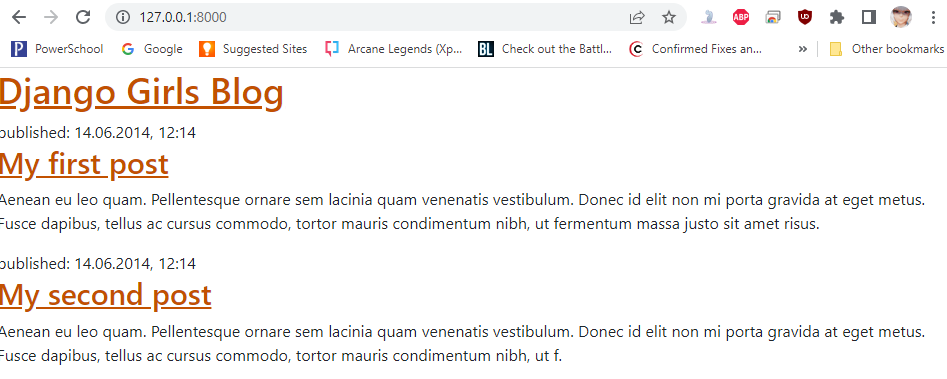 127.0.0.1:8000
ABP
PowerSchool Google Suggested Sites Arcane Legends (Xp... BL Check out the Battl... Confirmed Fixes an... » Other bookmarks
Django Girls Blog
published: 14.06.2014, 12:14
My first post
Aenean eu leo quam. Pellentesque ornare sem lacinia quam venenatis vestibulum. Donec id elit non mi porta gravida at eget metus.
Fusce dapibus, tellus ac cursus commodo, tortor mauris condimentum nibh, ut fermentum massa justo sit amet risus.
published: 14.06.2014, 12:14
My second post
Aenean eu leo quam. Pellentesque ornare sem lacinia quam venenatis vestibulum. Donec id elit non mi porta gravida at eget metus.
Fusce dapibus, tellus ac cursus commodo, tortor mauris condimentum nibh, ut f.